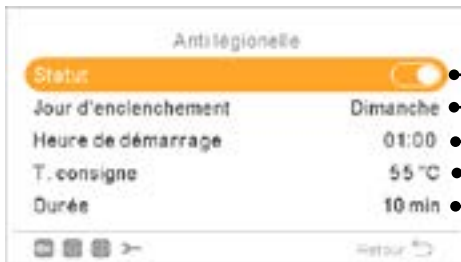 Antilégionelle
Statut
Jour d'enclenchement Dimanche
Heure de démarrage 01:00
T. consigne 55 °C
Durée 10 min
Retour